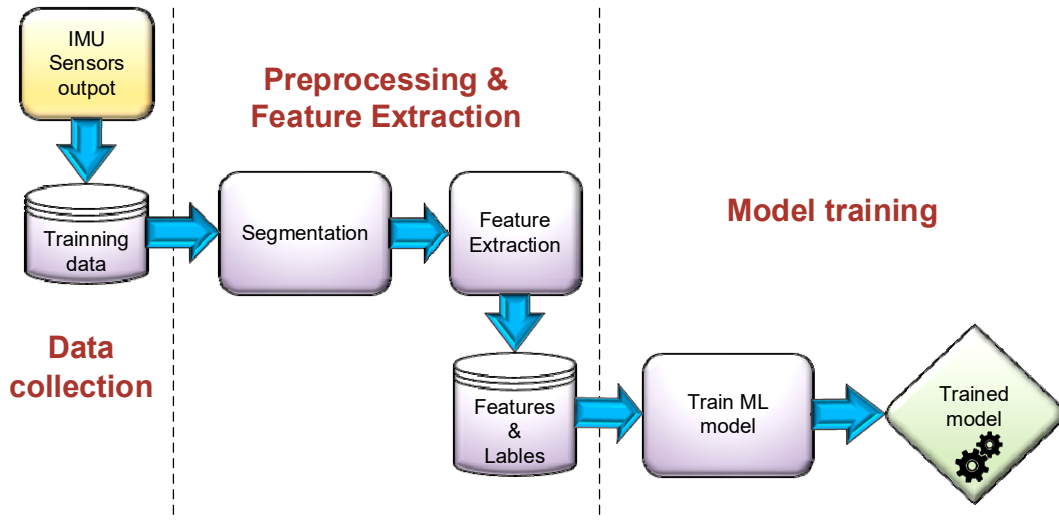 IMU
Sensors
outpot
Preprocessing &
Feature Extraction
Trainning
data
Segmentation
Feature
Extraction
Model training
Data
collection
Features
&
Lables
Train ML
model
Trained
model